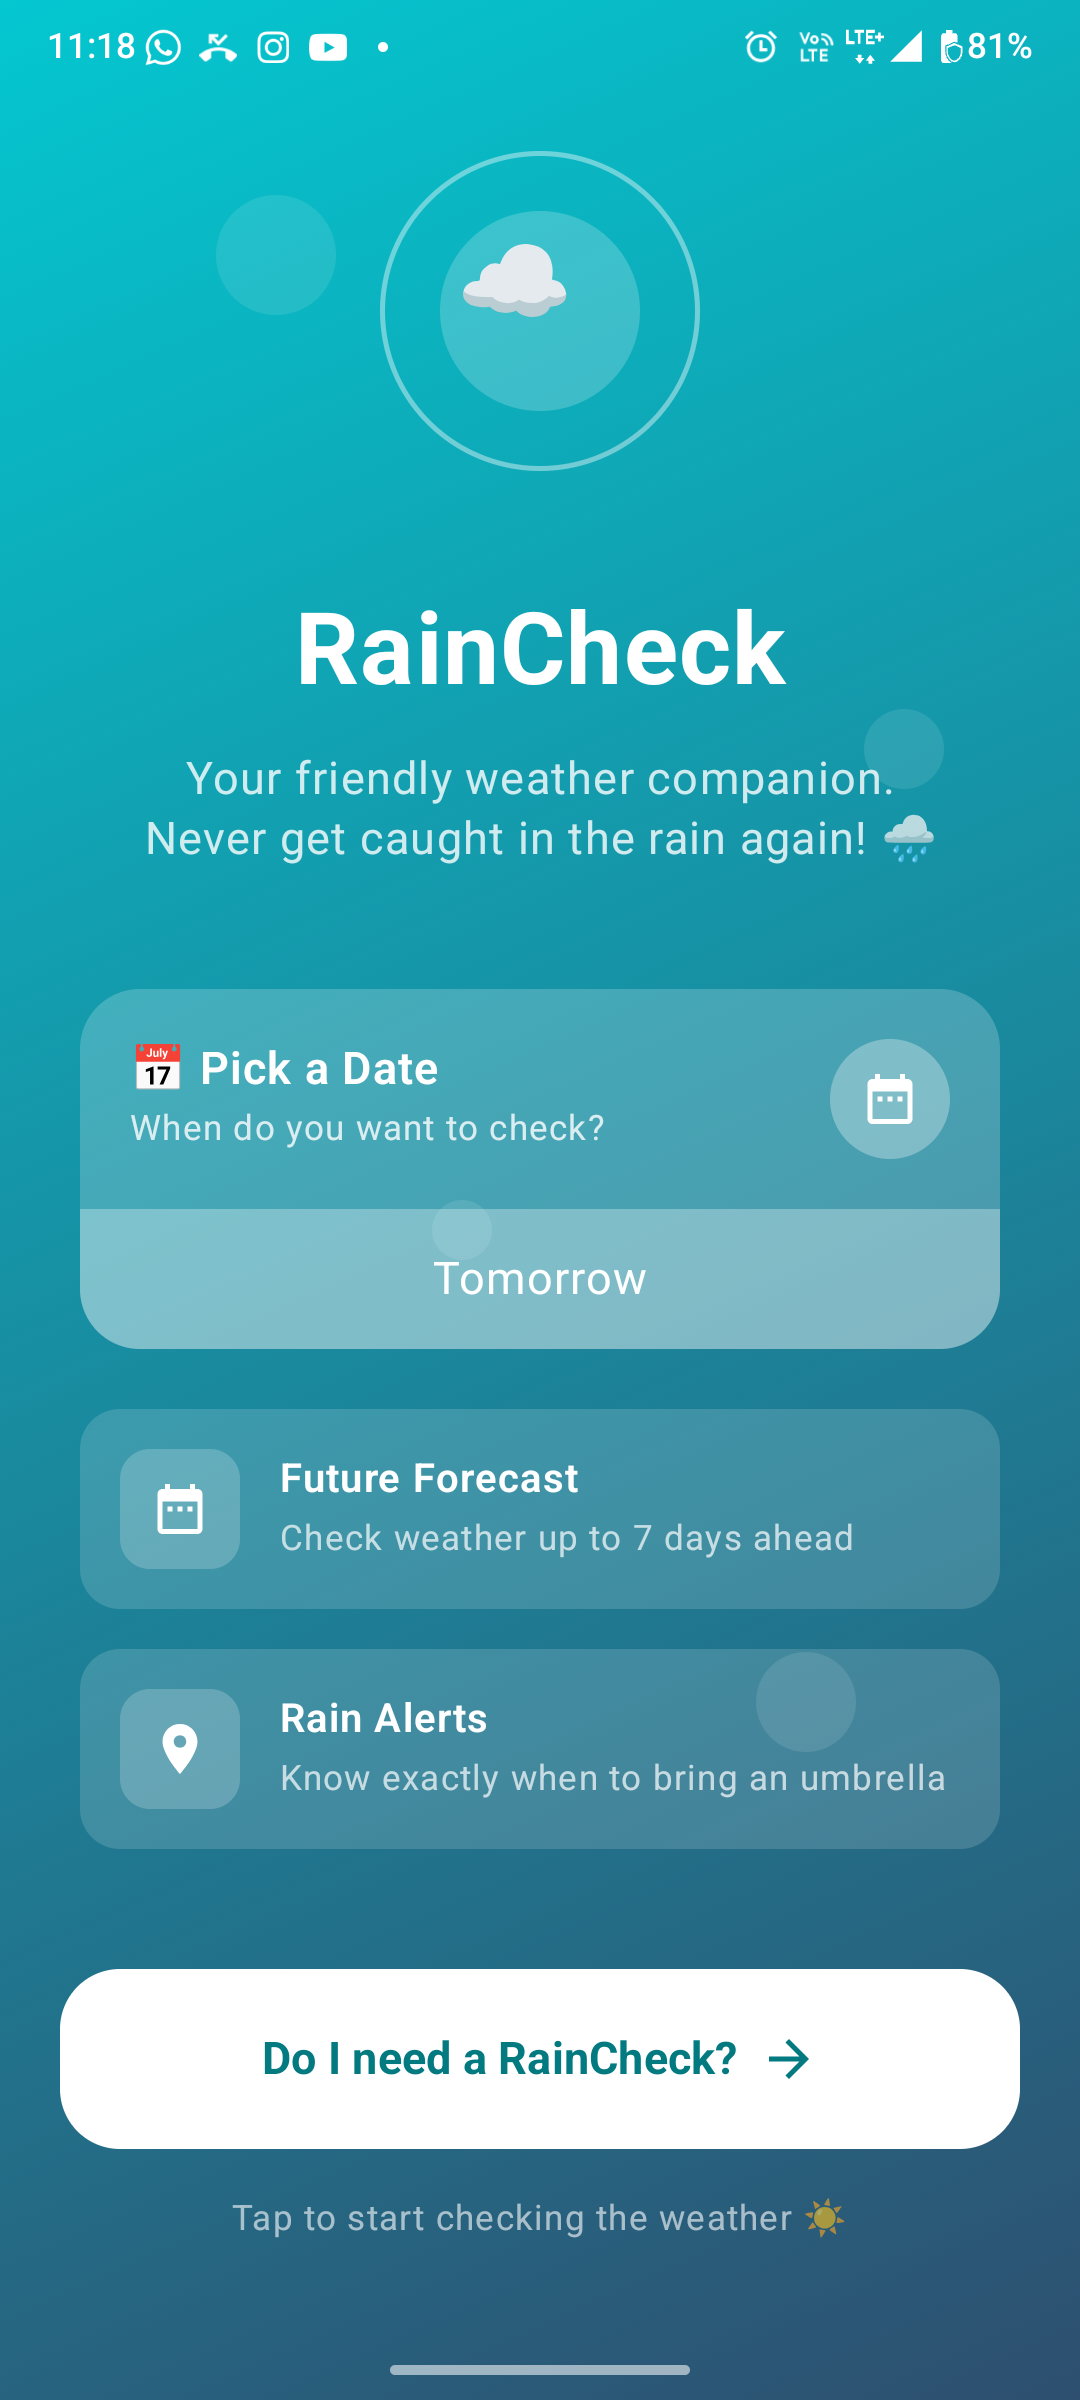 11:18
Vo LTE LTE+ 81%
RainCheck
Your friendly weather companion.
Never get caught in the rain again! 🌧️
July 17 Pick a Date
When do you want to check?
Tomorrow
Future Forecast
Check weather up to 7 days ahead
Rain Alerts
Know exactly when to bring an umbrella
Do I need a RainCheck? →
Tap to start checking the weather ☀️